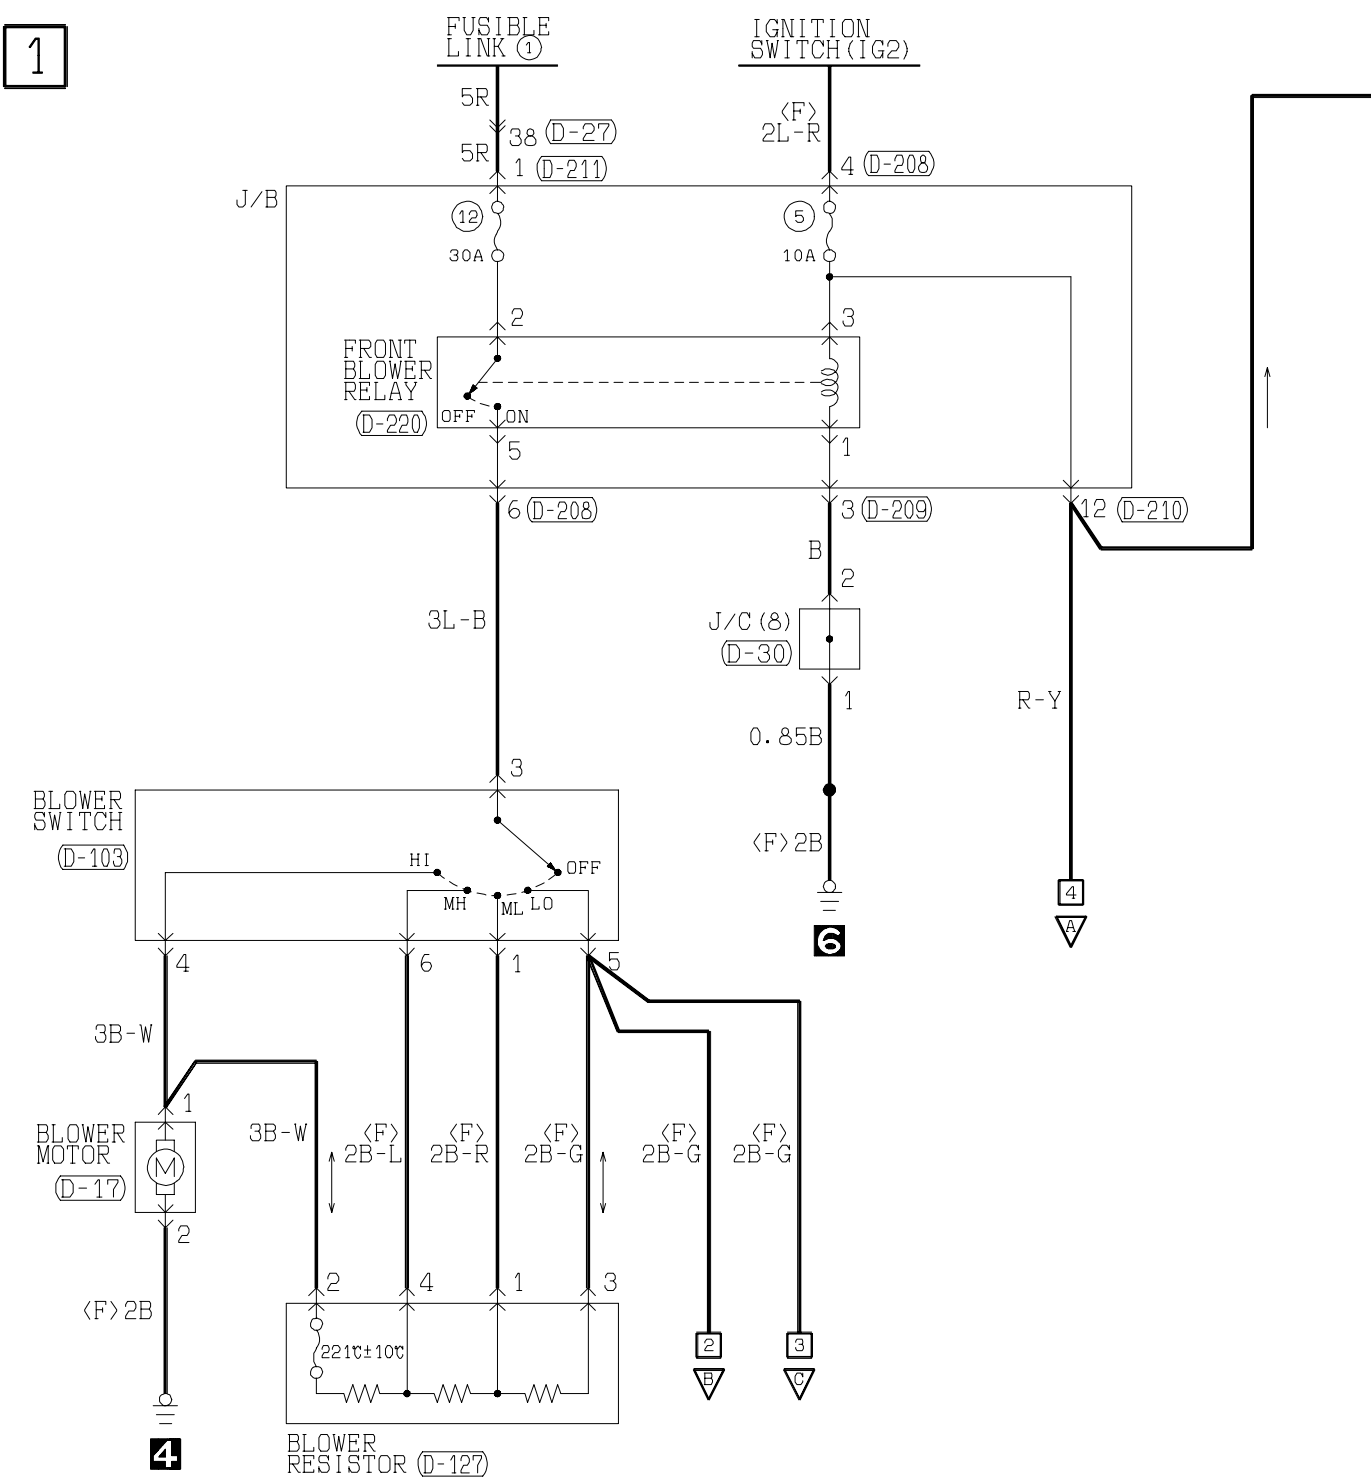 1
FUSIBLE
LINK ①
IGNITION
SWITCH(IG2)
5R
<F>
2L-R
38 (D-27)
5R
1 (D-211)
4 (D-208)
J/B
12
30A
5
10A
2
3
FRONT
BLOWER
RELAY
(D-220)
OFF ON
5
1
6 (D-208)
3 (D-209)
12 (D-210)
B
2
3L-B
J/C(8)
(D-30)
1
R-Y
0.85B
3
BLOWER
SWITCH
(D-103)
HI
OFF
MH ML LO
<F>2B
4
A
6
4
6
1
5
3B-W
1
BLOWER
MOTOR
(D-17)
M
3B-W
<F>
2B-L
<F>
2B-R
<F>
2B-G
<F>
2B-G
<F>
2B-G
2
<F>2B
2
4
1
3
221℃±10℃
2
B
3
C
4
BLOWER
RESISTOR (D-127)